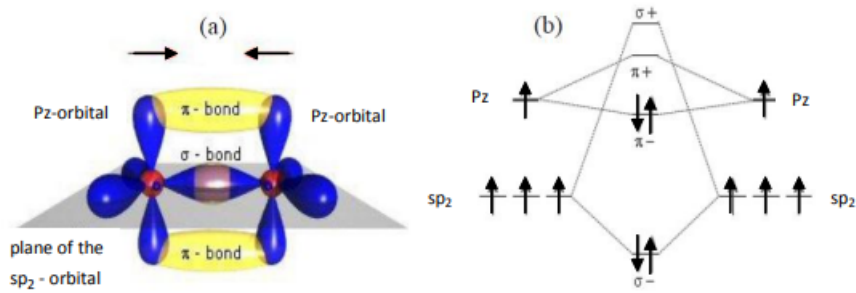 (a)
Pz-orbital
π - bond
Pz-orbital
σ - bond
plane of the
sp₂ - orbital
π - bond
(b)
σ+
π+
Pz
Pz
π−
sp₂
sp₂
σ−